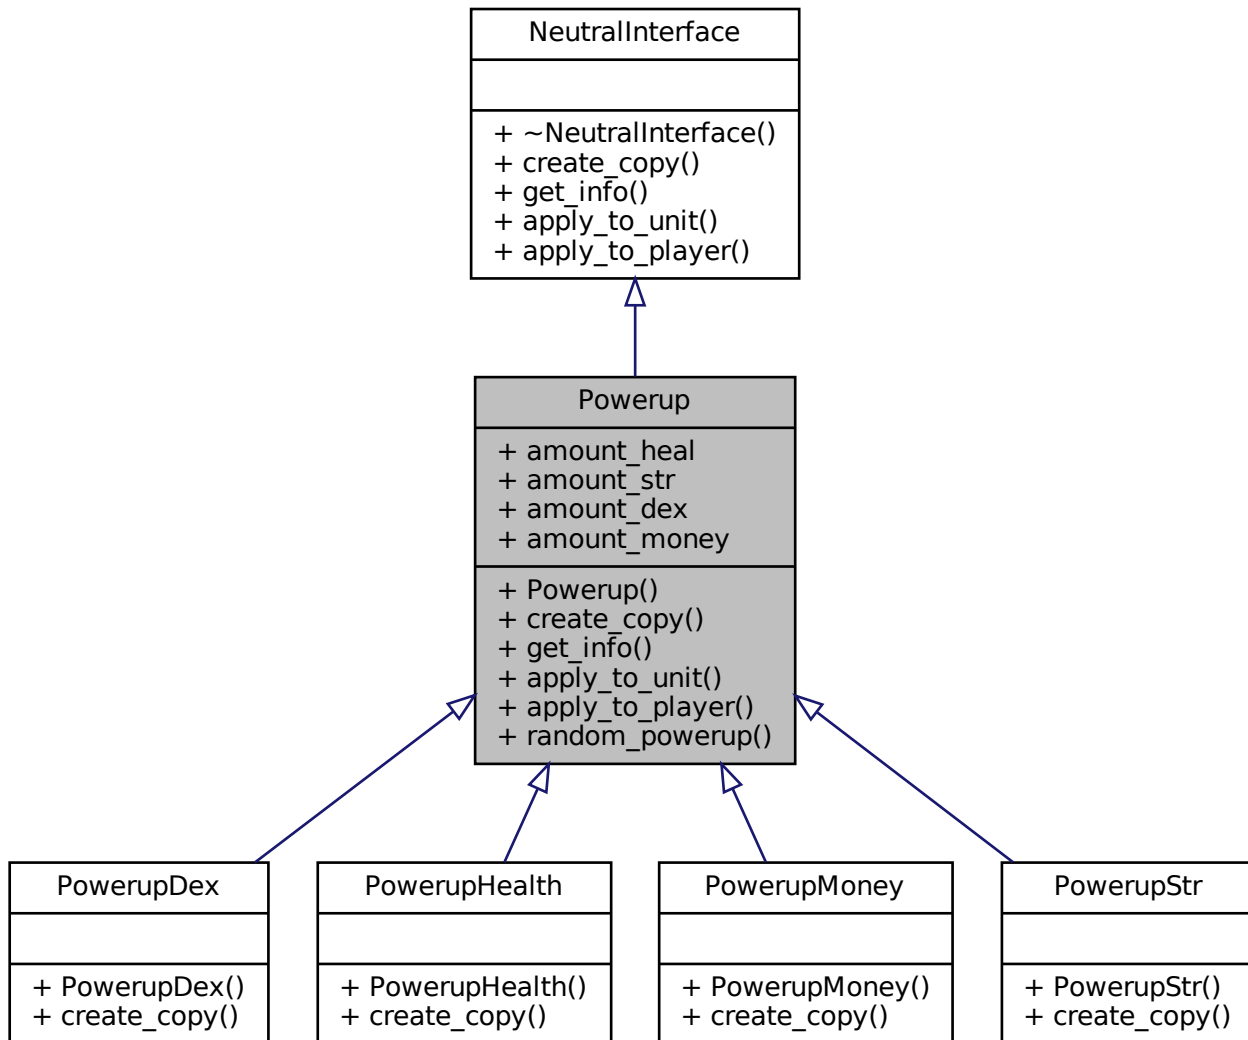 NeutralInterface
+ ~NeutralInterface()
+ create_copy()
+ get_info()
+ apply_to_unit()
+ apply_to_player()
Powerup
+ amount_heal
+ amount_str
+ amount_dex
+ amount_money
+ Powerup()
+ create_copy()
+ get_info()
+ apply_to_unit()
+ apply_to_player()
+ random_powerup()
PowerupDex
+ PowerupDex()
+ create_copy()
PowerupHealth
+ PowerupHealth()
+ create_copy()
PowerupMoney
+ PowerupMoney()
+ create_copy()
PowerupStr
+ PowerupStr()
+ create_copy()